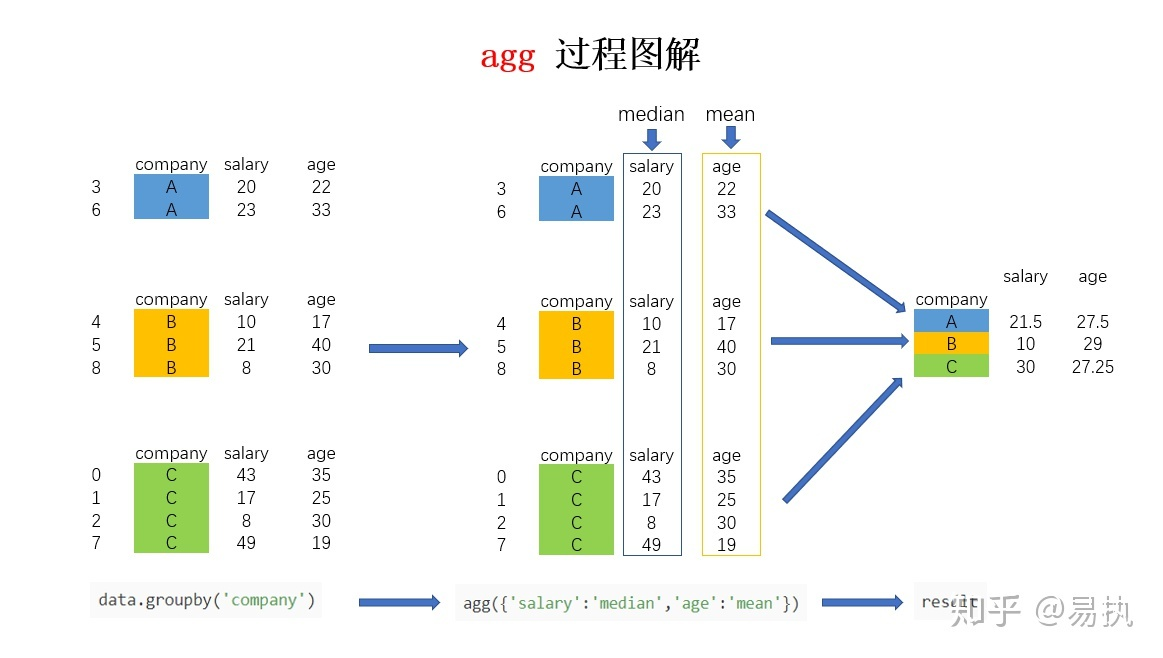 agg 过程图解
median mean
company salary age
3 A 20 22
6 A 23 33
company salary age
4 B 10 17
5 B 21 40
8 B 8 30
company salary age
0 C 43 35
1 C 17 25
2 C 8 30
7 C 49 19
company salary age
3 A 20 22
6 A 23 33
company salary age
4 B 10 17
5 B 21 40
8 B 8 30
company salary age
0 C 43 35
1 C 17 25
2 C 8 30
7 C 49 19
salary age
company
A 21.5 27.5
B 10 29
C 30 27.25
data.groupby('company')
agg({'salary':'median','age':'mean'})
result
知乎 @易执